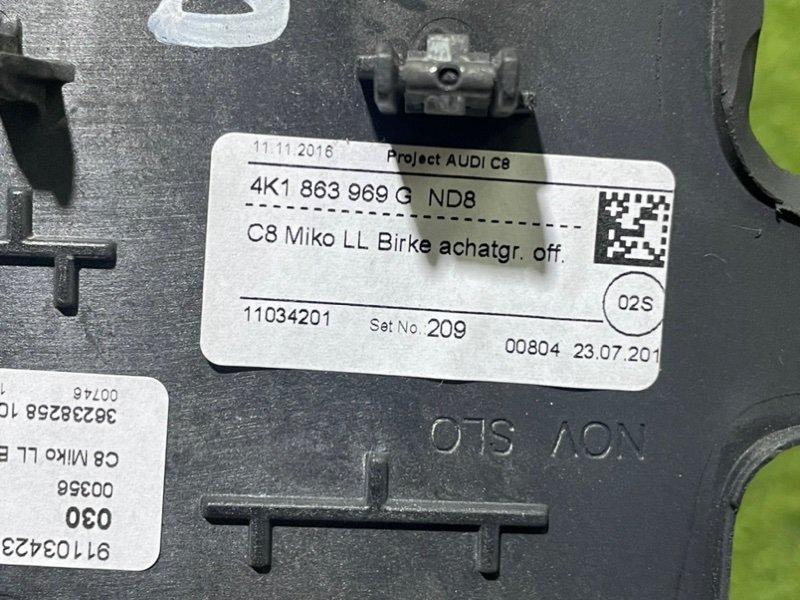 11.11.2016 Project AUDI C8
4K1 863 969 G ND8
C8 Miko LL Birke achatgr. off.
02S
11034201 Set No.: 209
00804 23.07.201
NOV SLO
91103423
030
00356
C8 Miko LL
36238258
00746